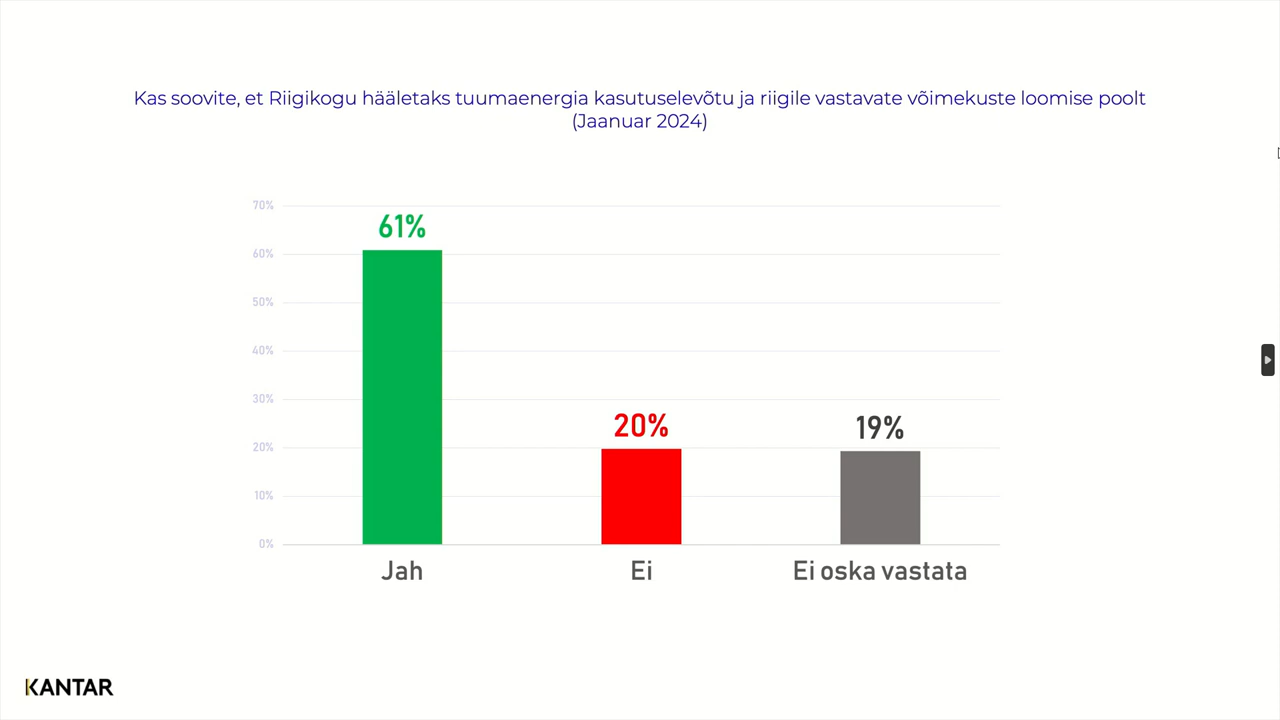 Kas soovite, et Riigikogu hääletaks tuumaenergia kasutuselevõtu ja riigile vastavate võimekuste loomise poolt
(Jaanuar 2024)
70%
60%
50%
40%
30%
20%
10%
0%
61%
20%
19%
Jah
Ei
Ei oska vastata
KANTAR